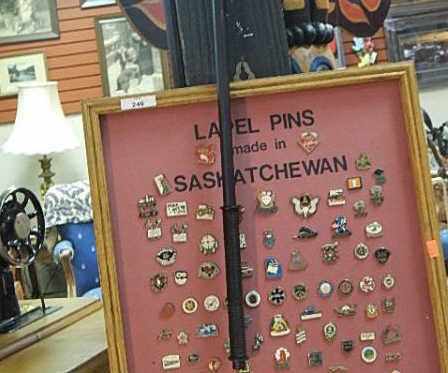 249
LAPEL PINS
made in
SASKATCHEWAN